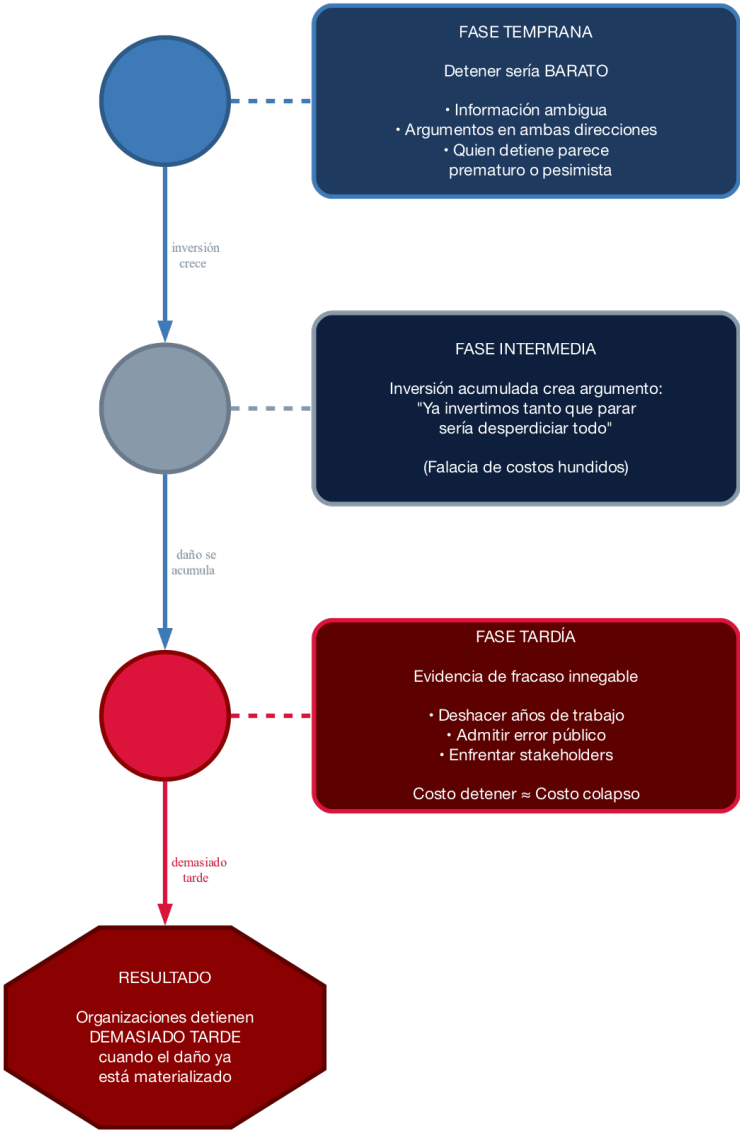 FASE TEMPRANA
Detener sería BARATO
• Información ambigua
• Argumentos en ambas direcciones
• Quien detiene parece
prematuro o pesimista
inversión
crece
FASE INTERMEDIA
Inversión acumulada crea argumento:
"Ya invertimos tanto que parar
sería desperdiciar todo"
(Falacia de costos hundidos)
daño se
acumula
FASE TARDÍA
Evidencia de fracaso innegable
• Deshacer años de trabajo
• Admitir error público
• Enfrentar stakeholders
Costo detener ≈ Costo colapso
demasiado
tarde
RESULTADO
Organizaciones detienen
DEMASIADO TARDE
cuando el daño ya
está materializado